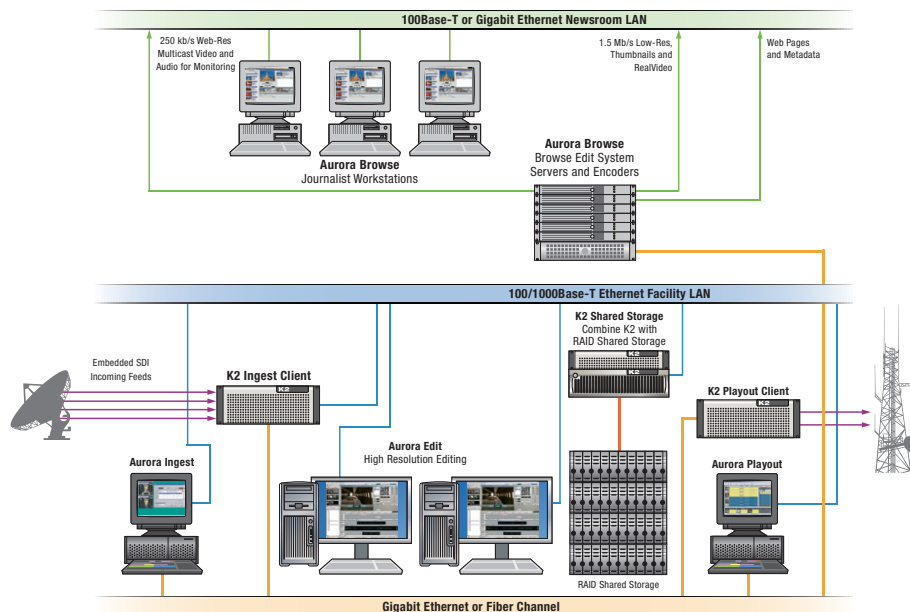 100Base-T or Gigabit Ethernet Newsroom LAN
250 kb/s Web-Res
Multicast Video and
Audio for Monitoring
1.5 Mb/s Low-Res,
Thumbnails and
RealVideo
Web Pages
and Metadata
Aurora Browse
Journalist Workstations
Aurora Browse
Browse Edit System
Servers and Encoders
100/1000Base-T Ethernet Facility LAN
Embedded SDI
Incoming Feeds
K2 Ingest Client
K2
K2 Shared Storage
Combine K2 with
RAID Shared Storage
K2
K2
K2 Playout Client
K2
Aurora Ingest
Aurora Edit
High Resolution Editing
Aurora Playout
RAID Shared Storage
Gigabit Ethernet or Fiber Channel